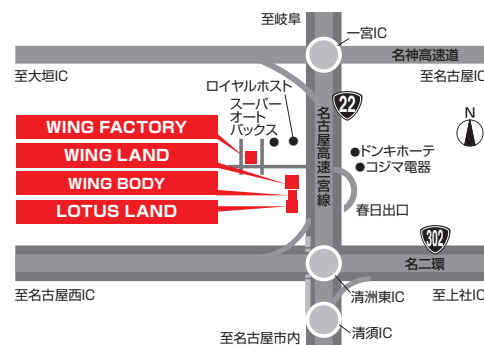 至岐阜
一宮IC
名神高速道
至大垣IC
至名古屋IC
ロイヤルホスト
スーパー
オート
バックス
22
名古屋高速一宮線
N
WING FACTORY
WING LAND
WING BODY
LOTUS LAND
●ドンキホーテ
●コジマ電器
春日出口
302
名二環
至名古屋西IC
清洲東IC
至上社IC
清須IC
至名古屋市内